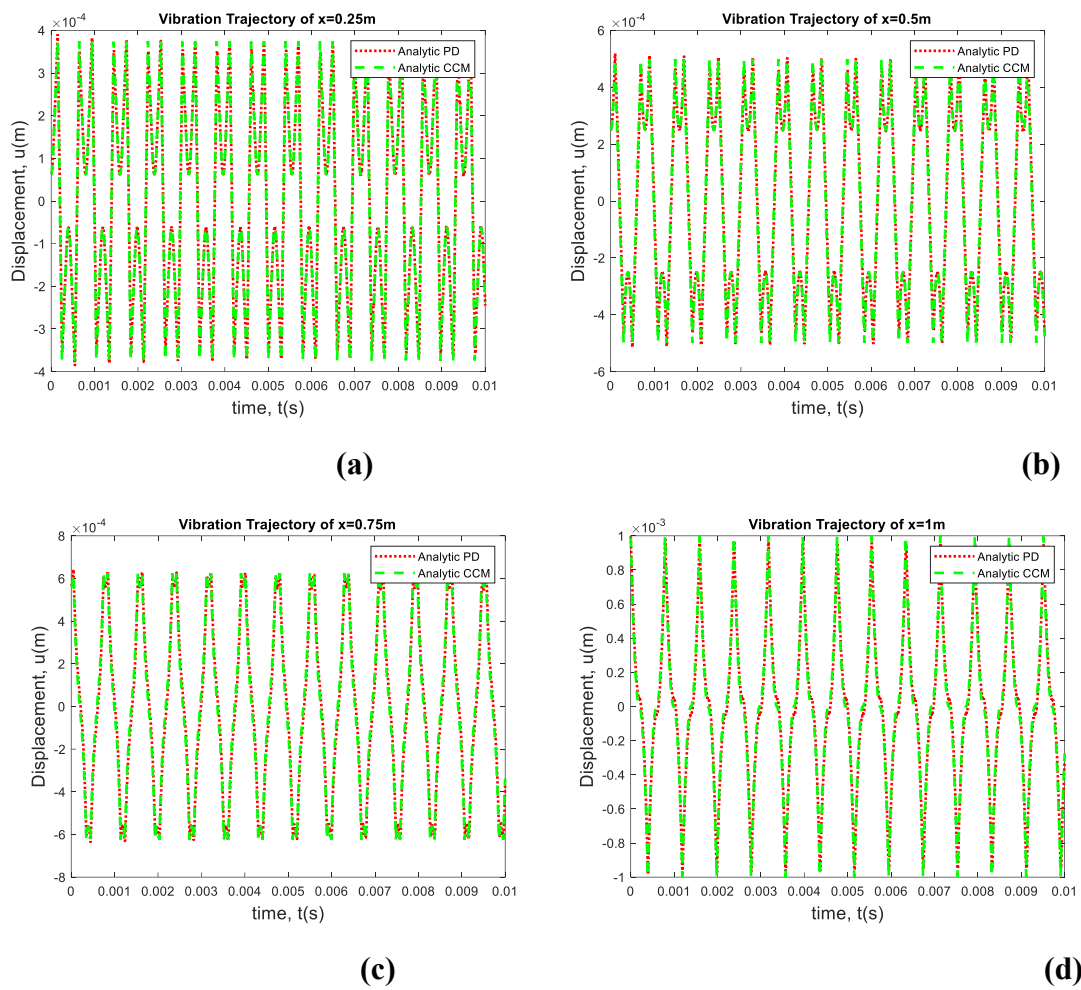 Vibration Trajectory of x=0.25m
×10-4
4
3
2
1
0
-1
-2
-3
-4
Displacement, u(m)
Analytic PD
Analytic CCM
0 0.001 0.002 0.003 0.004 0.005 0.006 0.007 0.008 0.009 0.01
time, t(s)
(a)
Vibration Trajectory of x=0.5m
×10-4
6
4
2
0
-2
-4
-6
Displacement, u(m)
Analytic PD
Analytic CCM
0 0.001 0.002 0.003 0.004 0.005 0.006 0.007 0.008 0.009 0.01
time, t(s)
(b)
Vibration Trajectory of x=0.75m
×10-4
8
6
4
2
0
-2
-4
-6
-8
Displacement, u(m)
Analytic PD
Analytic CCM
0 0.001 0.002 0.003 0.004 0.005 0.006 0.007 0.008 0.009 0.01
time, t(s)
(c)
Vibration Trajectory of x=1m
×10-3
1
0.8
0.6
0.4
0.2
0
-0.2
-0.4
-0.6
-0.8
-1
Displacement, u(m)
Analytic PD
Analytic CCM
0 0.001 0.002 0.003 0.004 0.005 0.006 0.007 0.008 0.009 0.01
time, t(s)
(d)